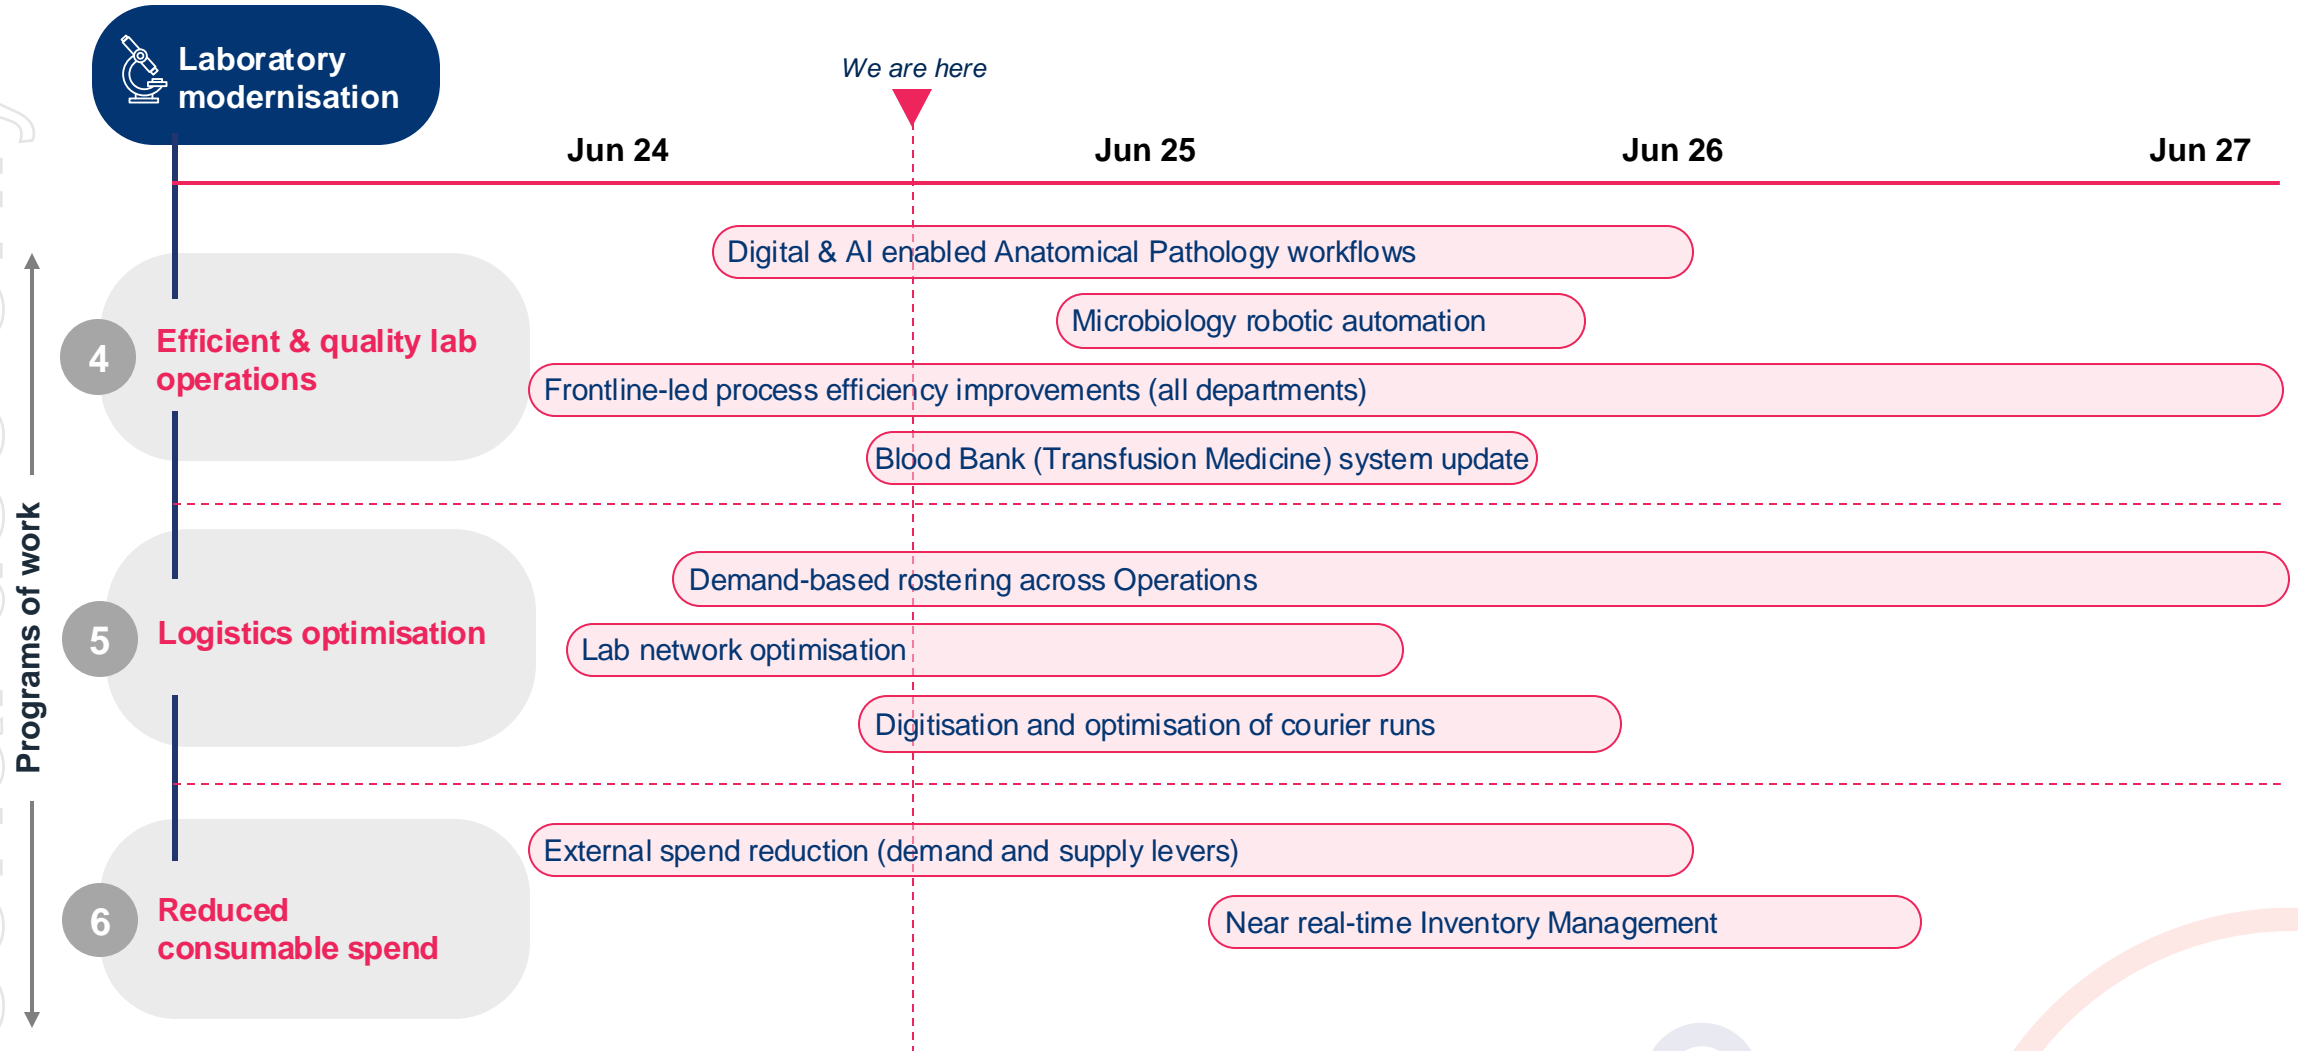 Laboratory
modernisation
We are here
Jun 24
Jun 25
Jun 26
Jun 27
Programs of work
4
Efficient & quality lab
operations
Digital & AI enabled Anatomical Pathology workflows
Microbiology robotic automation
Frontline-led process efficiency improvements (all departments)
Blood Bank (Transfusion Medicine) system update
5
Logistics optimisation
Demand-based rostering across Operations
Lab network optimisation
Digitisation and optimisation of courier runs
6
Reduced
consumable spend
External spend reduction (demand and supply levers)
Near real-time Inventory Management